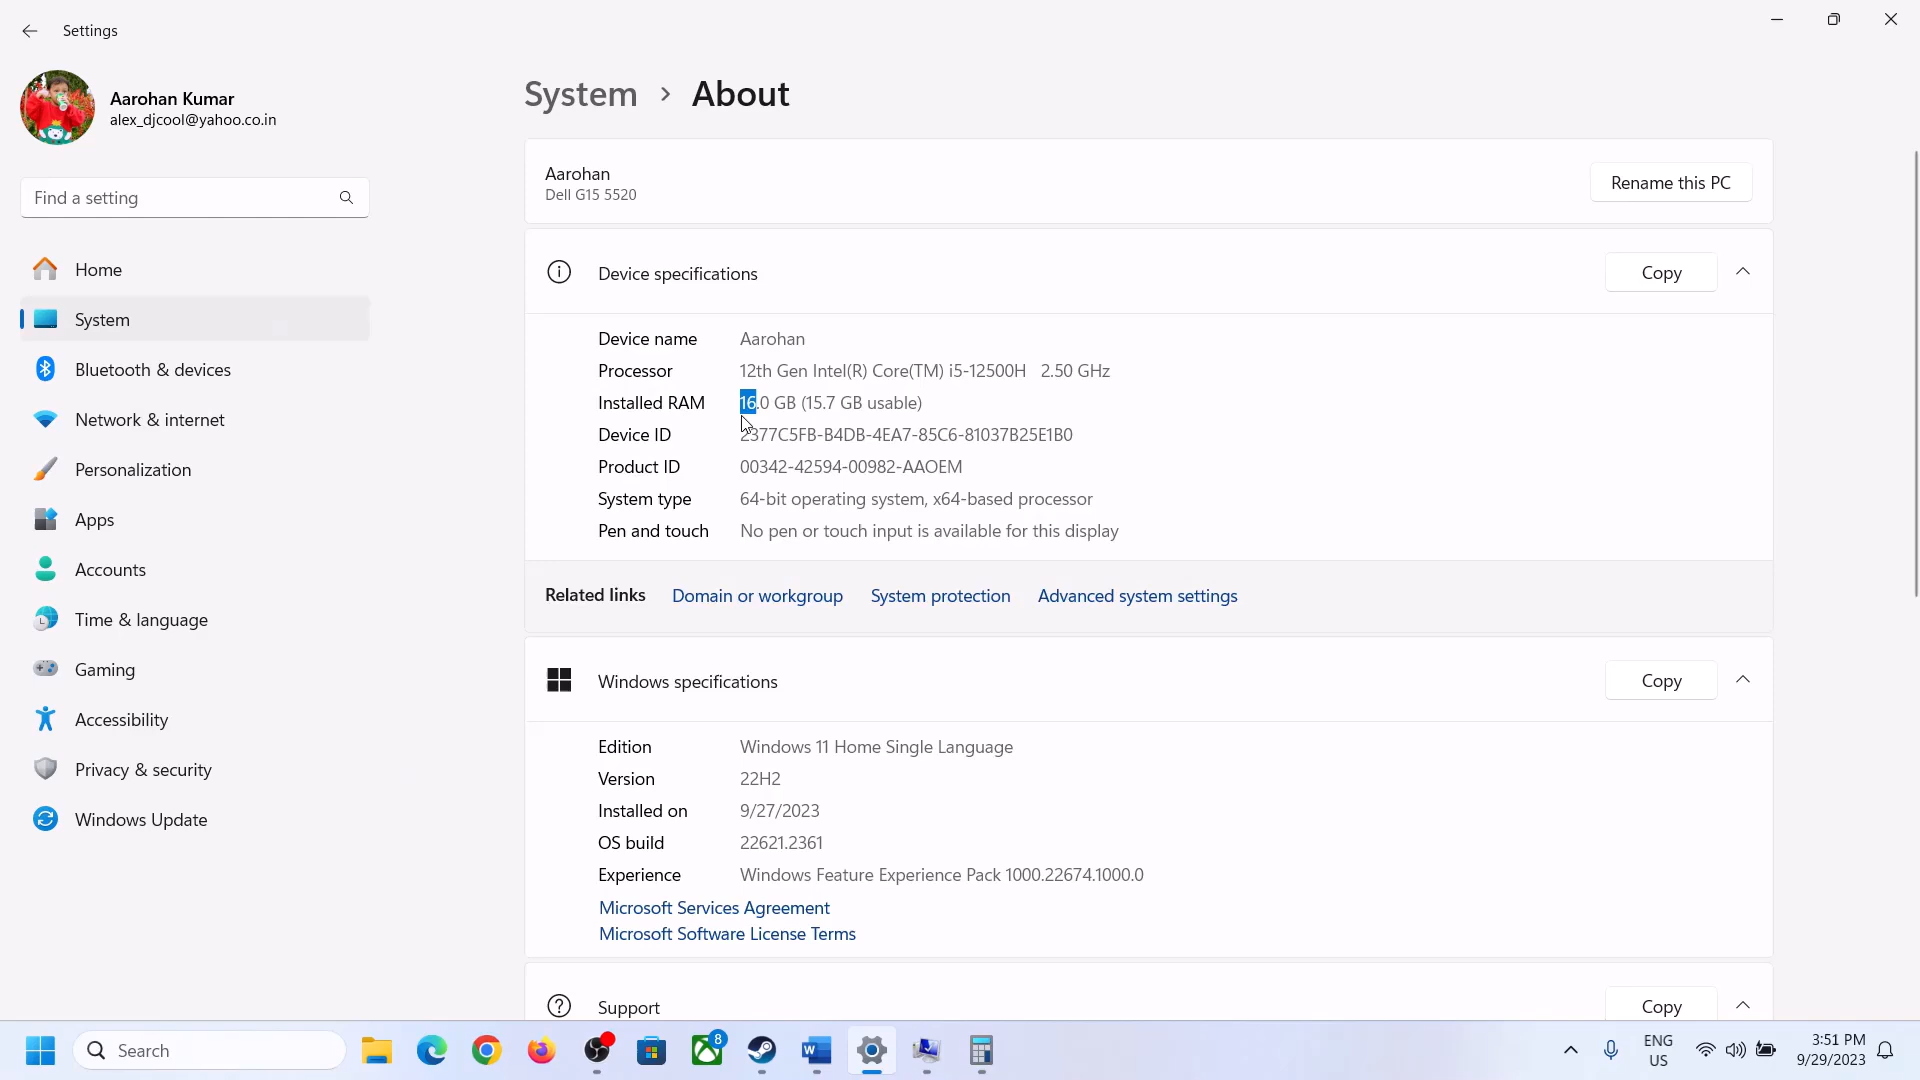 Settings
Aarohan Kumar
alex_djcool@yahoo.co.in
Find a setting
Home
System
Bluetooth & devices
Network & internet
Personalization
Apps
Accounts
Time & language
Gaming
Accessibility
Privacy & security
Windows Update
System > About
Aarohan
Dell G15 5520
Rename this PC
Device specifications
Copy
Device name Aarohan
Processor 12th Gen Intel(R) Core(TM) i5-12500H 2.50 GHz
Installed RAM 16.0 GB (15.7 GB usable)
Device ID 2377C5FB-B4DB-4EA7-85C6-81037B25E1B0
Product ID 00342-42594-00982-AAOEM
System type 64-bit operating system, x64-based processor
Pen and touch No pen or touch input is available for this display
Related links Domain or workgroup System protection Advanced system settings
Windows specifications
Copy
Edition Windows 11 Home Single Language
Version 22H2
Installed on 9/27/2023
OS build 22621.2361
Experience Windows Feature Experience Pack 1000.22674.1000.0
Microsoft Services Agreement
Microsoft Software License Terms
Support
Copy
Search
8
W
ENG
US
3:51 PM
9/29/2023